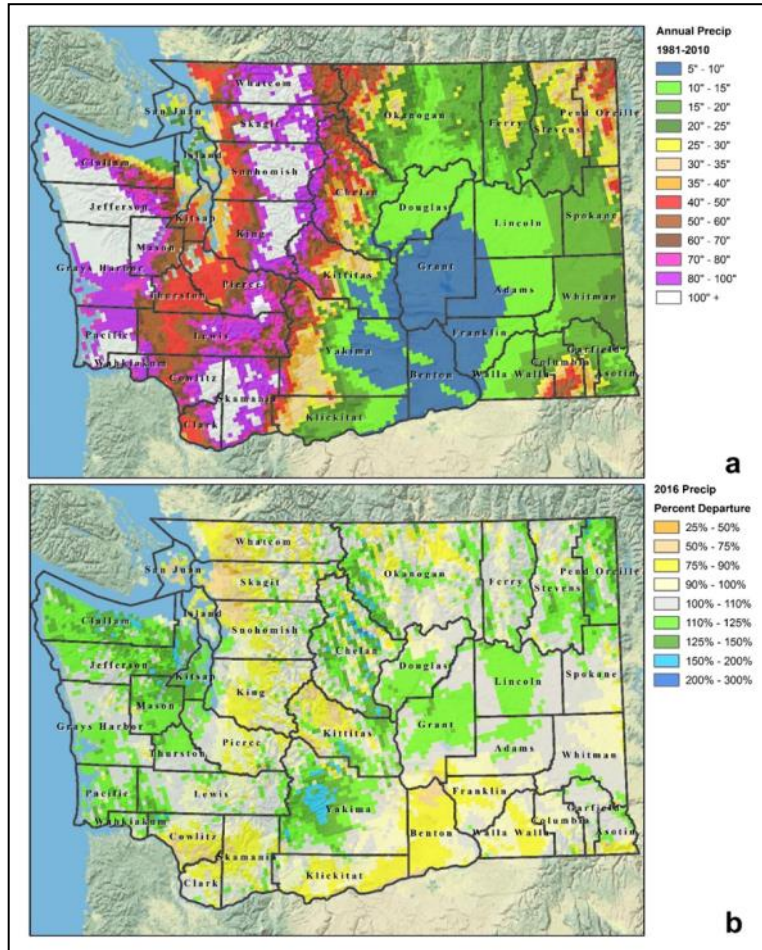 Annual Precip
1981-2010
5" - 10"
10" - 15"
15" - 20"
20" - 25"
25" - 30"
30" - 35"
35" - 40"
40" - 50"
50" - 60"
60" - 70"
70" - 80"
80" - 100"
100" +
Whatcom
San Juan
Skagit
Okanogan
Ferry
Stevens
Pend Oreille
Island
Clallam
Snohomish
Chelan
Jefferson
Kitsap
Douglas
Lincoln
Spokane
King
Mason
Grant
Grays Harbor
Kittitas
Pierce
Thurston
Adams
Whitman
Pacific
Lewis
Yakima
Franklin
Garfield
Wahkiakum
Columbia
Cowlitz
Benton
Walla Walla
Asotin
Skamania
Klickitat
Clark
a
2016 Precip
Percent Departure
25% - 50%
50% - 75%
75% - 90%
90% - 100%
100% - 110%
110% - 125%
125% - 150%
150% - 200%
200% - 300%
Whatcom
San Juan
Skagit
Okanogan
Ferry
Stevens
Pend Oreille
Island
Clallam
Snohomish
Chelan
Jefferson
Kitsap
Douglas
Lincoln
Spokane
King
Mason
Grant
Grays Harbor
Kittitas
Pierce
Thurston
Adams
Whitman
Pacific
Lewis
Yakima
Franklin
Garfield
Wahkiakum
Columbia
Cowlitz
Benton
Walla Walla
Asotin
Skamania
Klickitat
Clark
b